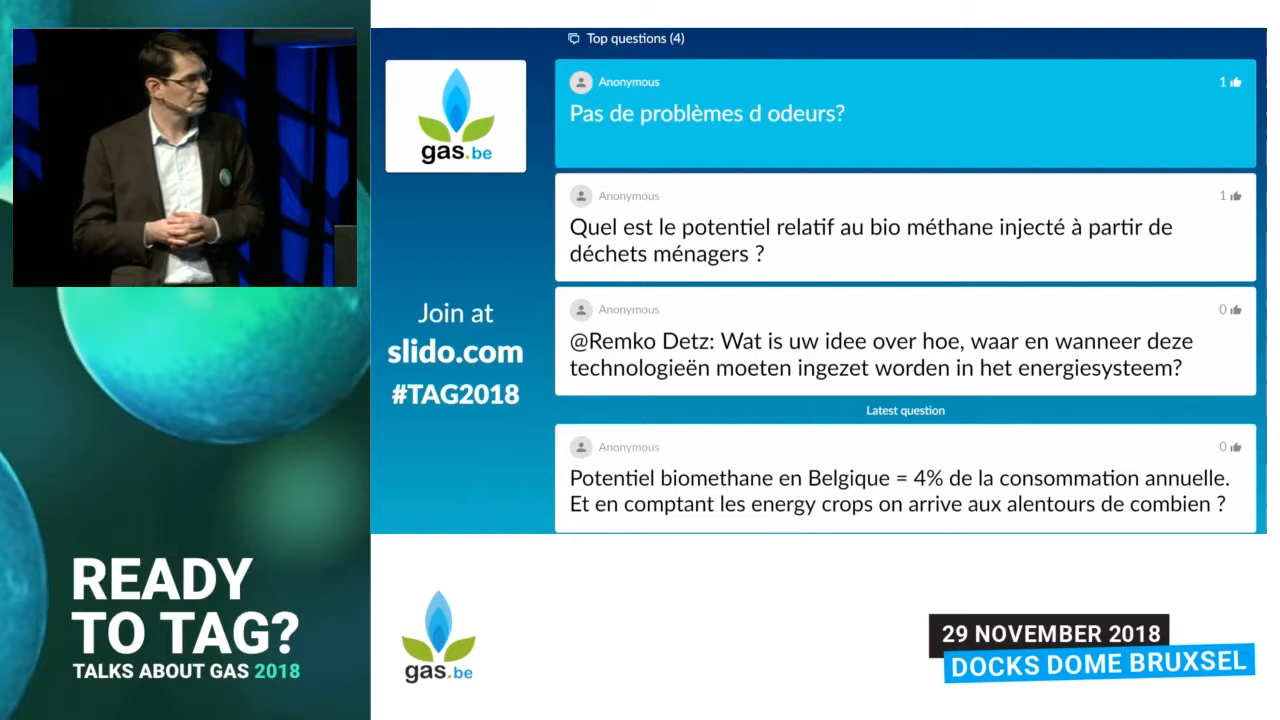 Top questions (4)
Anonymous
1
Pas de problèmes d odeurs?
gas.be
Anonymous
1
Quel est le potentiel relatif au bio méthane injecté à partir de
déchets ménagers ?
Anonymous
0
@Remko Detz: Wat is uw idee over hoe, waar en wanneer deze
technologieën moeten ingezet worden in het energiesysteem?
Join at
slido.com
#TAG2018
Latest question
Anonymous
0
Potentiel biomethane en Belgique = 4% de la consommation annuelle.
Et en comptant les energy crops on arrive aux alentours de combien ?
READY
TO TAG?
TALKS ABOUT GAS 2018
gas.be
29 NOVEMBER 2018
DOCKS DOME BRUXSEL